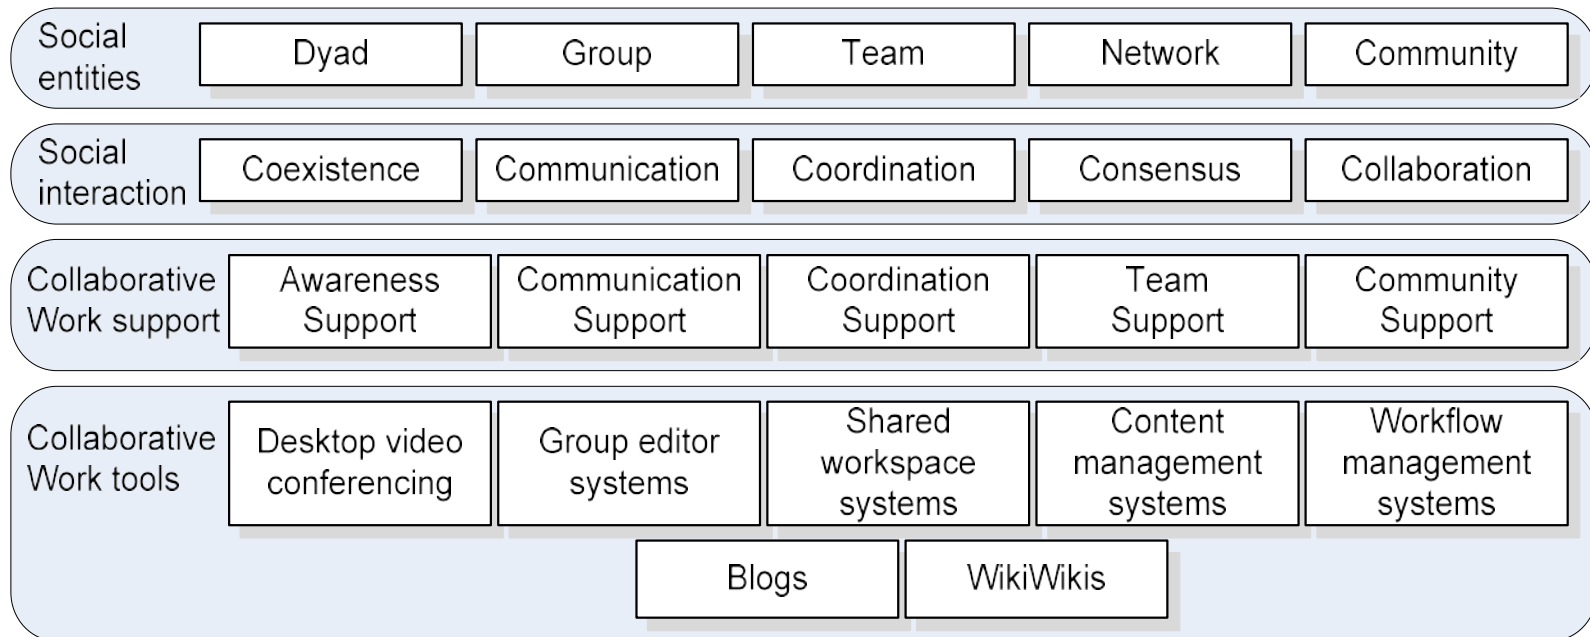 Social
entities
Dyad
Group
Team
Network
Community
Social
interaction
Coexistence
Communication
Coordination
Consensus
Collaboration
Collaborative
Work support
Awareness
Support
Communication
Support
Coordination
Support
Team
Support
Community
Support
Collaborative
Work tools
Desktop video
conferencing
Group editor
systems
Shared
workspace
systems
Content
management
systems
Workflow
management
systems
Blogs
WikiWikis